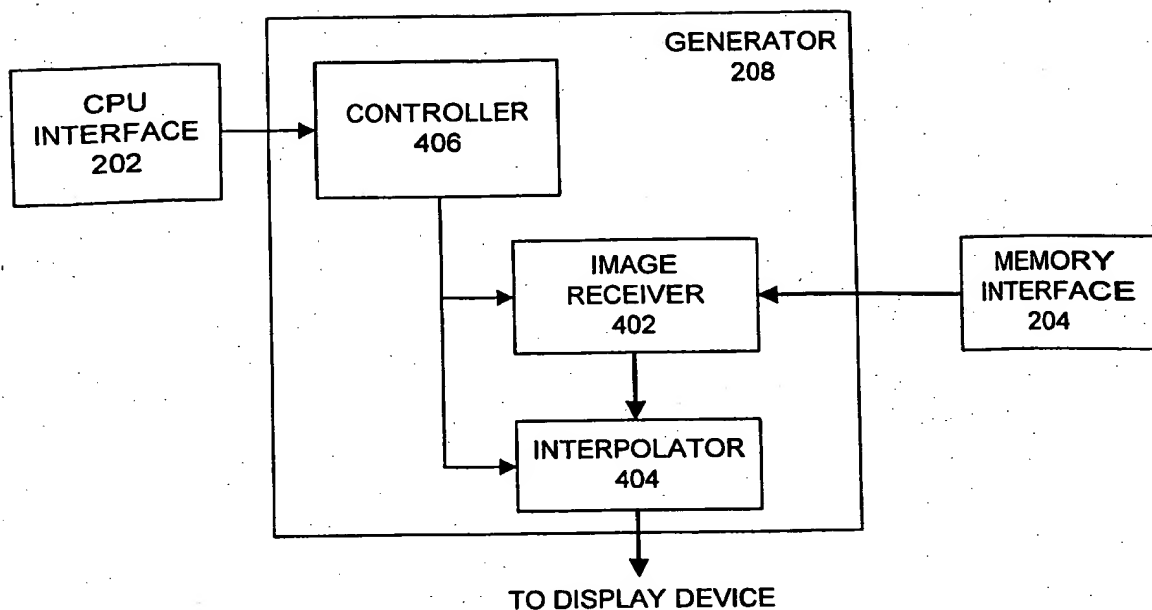 GENERATOR
208
CPU
INTERFACE
202
CONTROLLER
406
IMAGE
RECEIVER
402
MEMORY
INTERFACE
204
INTERPOLATOR
404
TO DISPLAY DEVICE